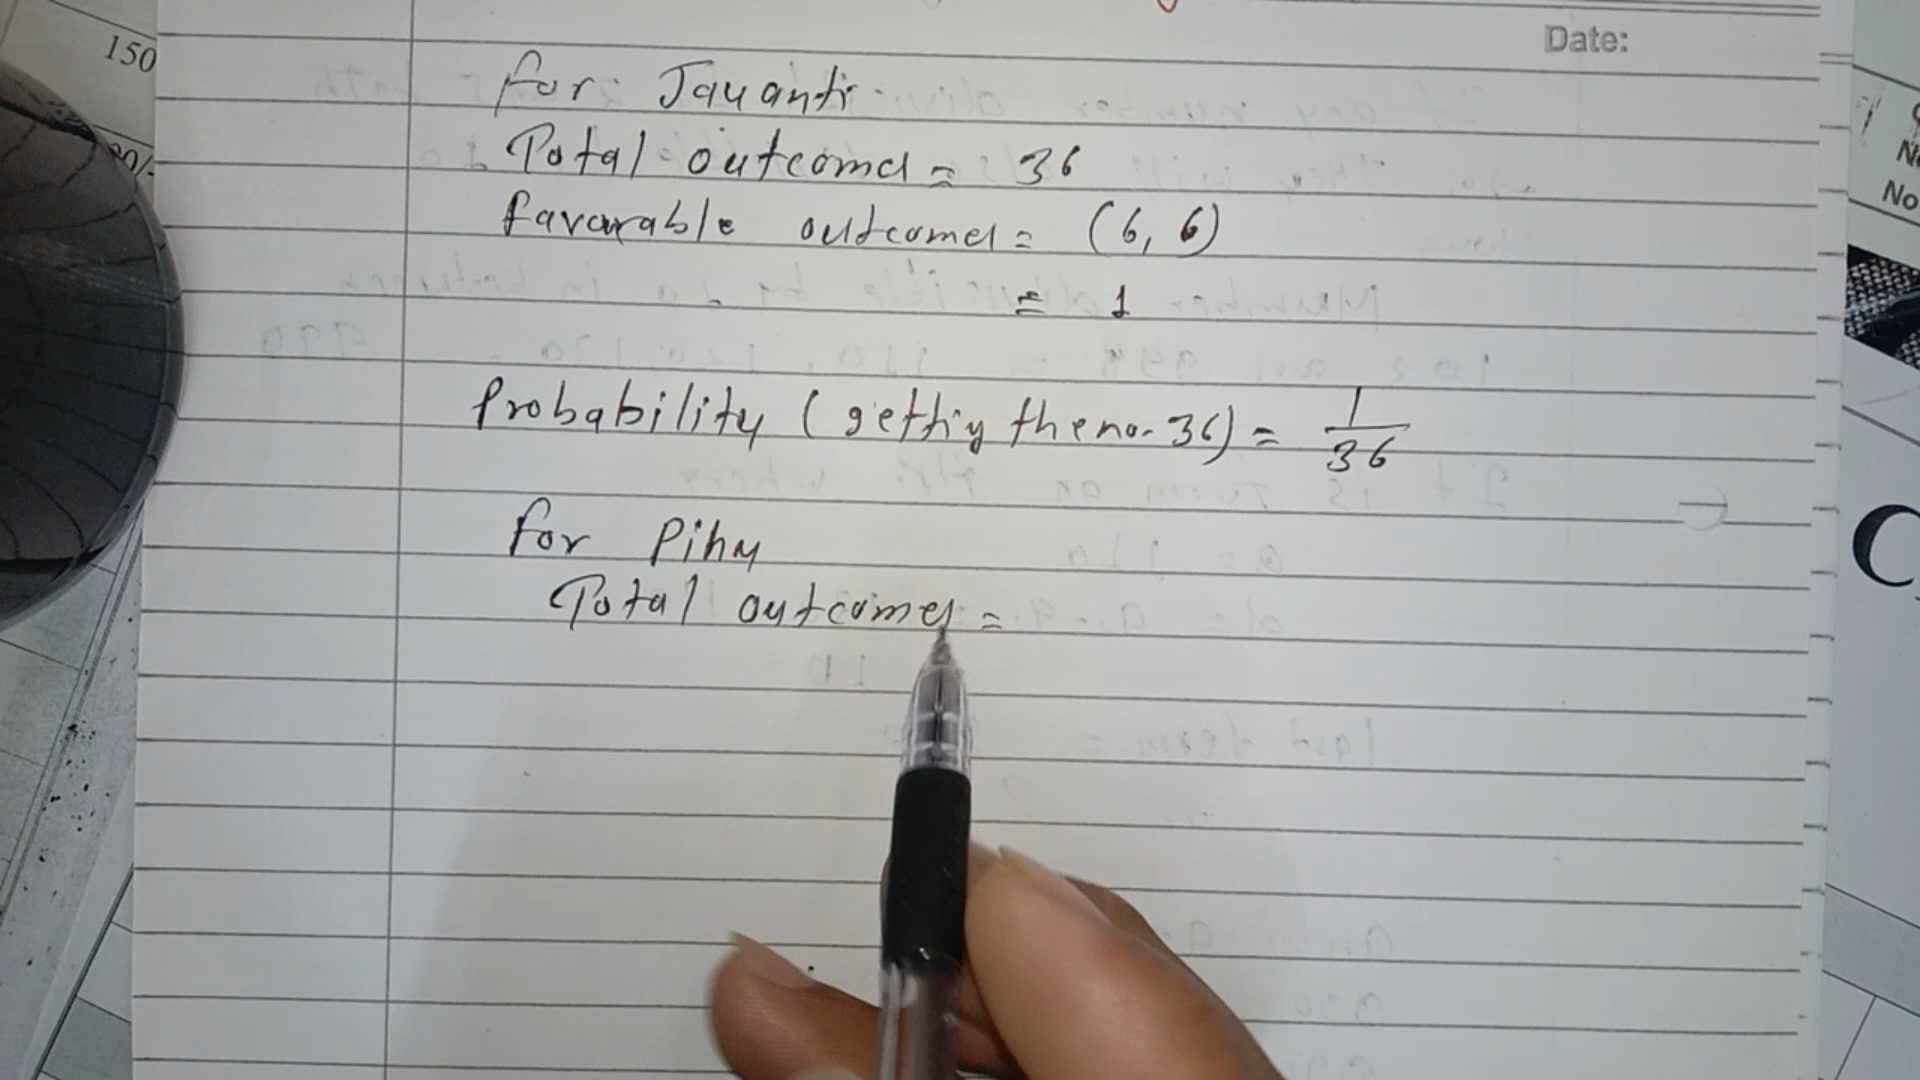 Date:
150
for Jayanti
Total outcomes = 36
favourable outcomes = (6, 6)
= 1
Probability (getting the no. 36) = 1/36
for Pihu
Total outcomes =
No